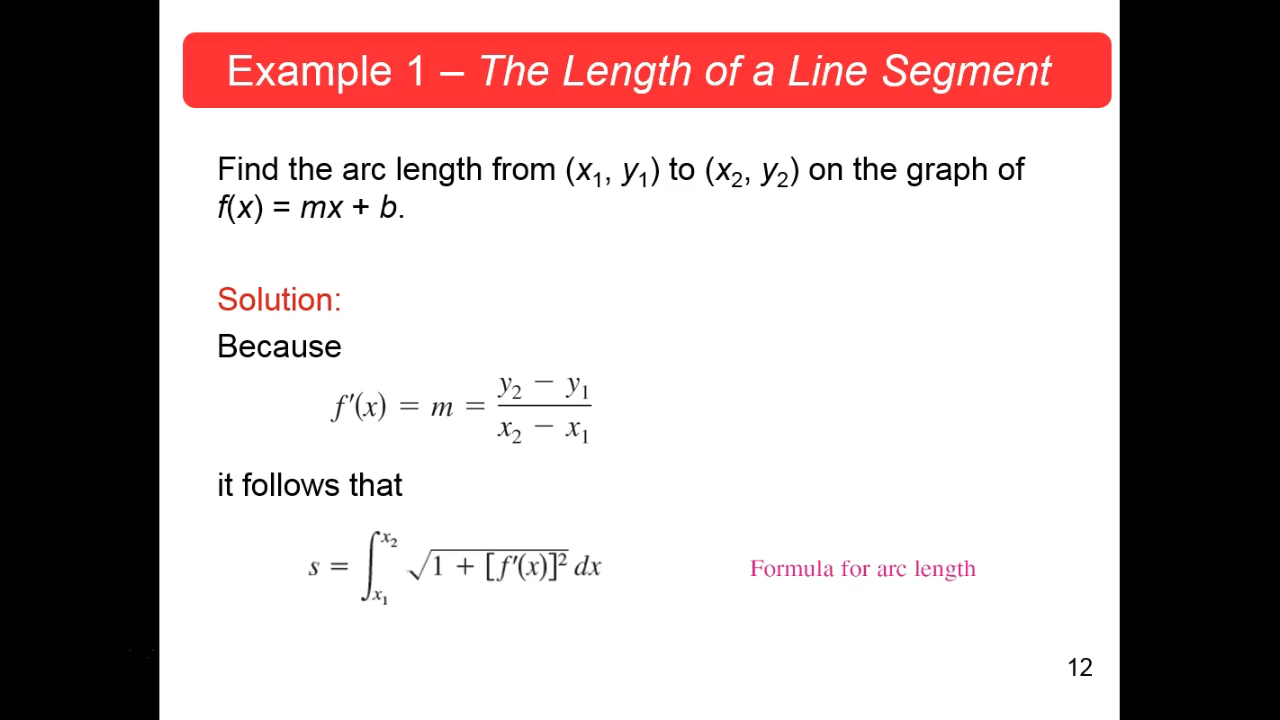 Example 1 – The Length of a Line Segment
Find the arc length from (x₁, y₁) to (x₂, y₂) on the graph of
f(x) = mx + b.
Solution:
Because
f′(x) = m = \frac{y₂ − y₁}{x₂ − x₁}
it follows that
s = ∫_{x₁}^{x₂} √(1 + [f′(x)]²) dx Formula for arc length
12